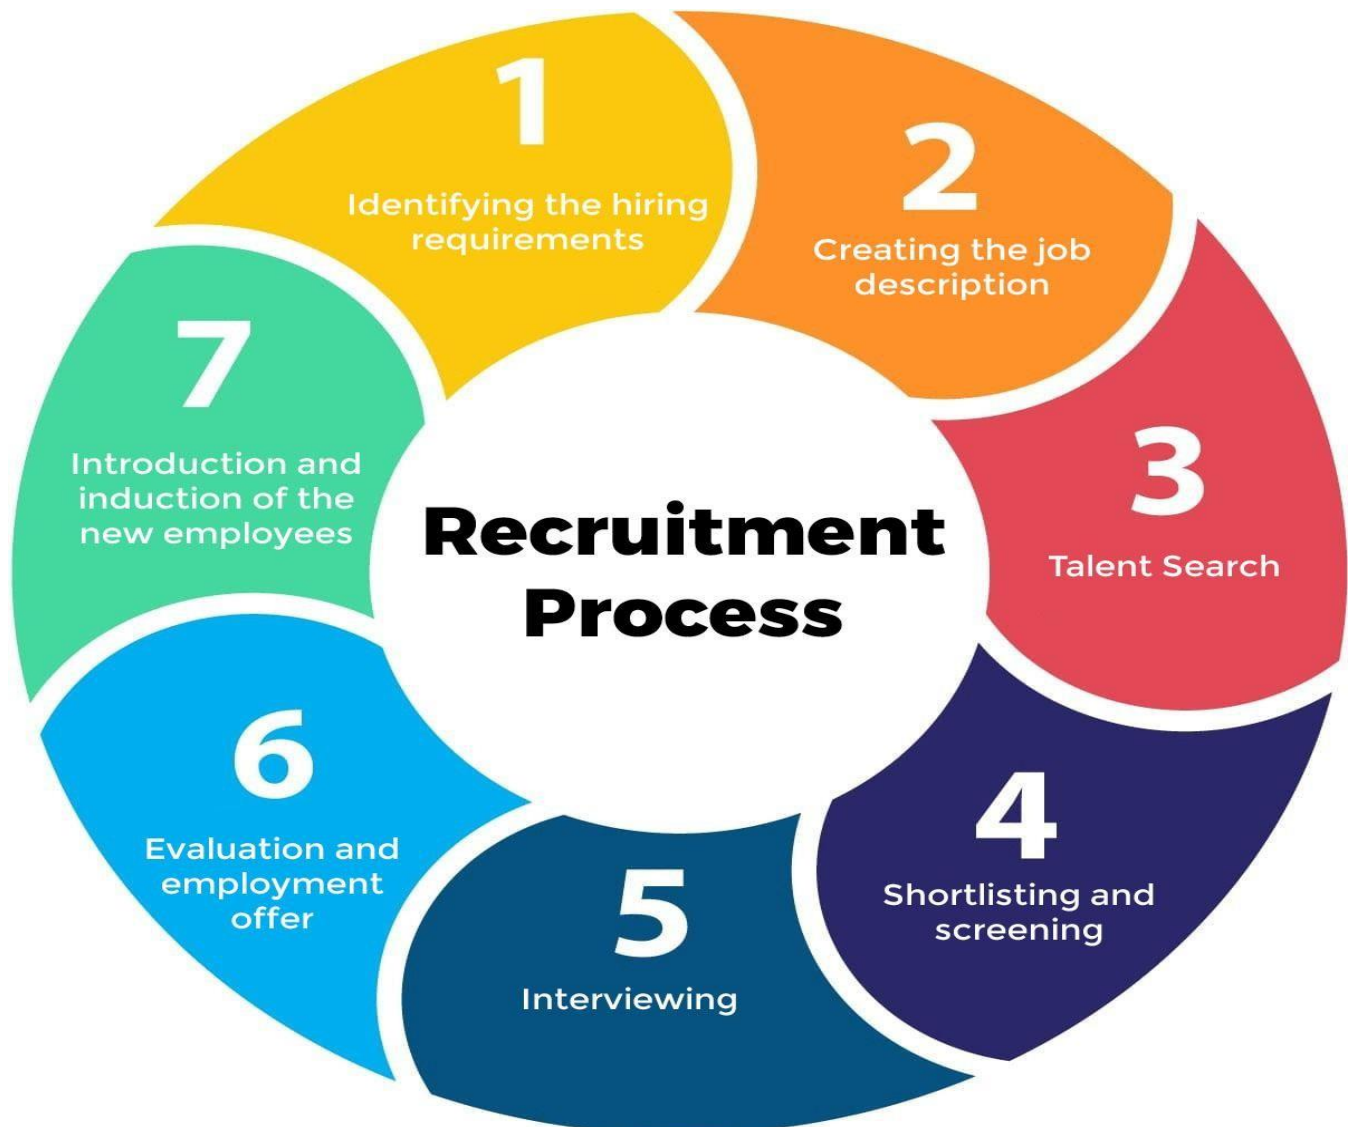 Recruitment
Process
1
Identifying the hiring
requirements
2
Creating the job
description
3
Talent Search
4
Shortlisting and
screening
5
Interviewing
6
Evaluation and
employment
offer
7
Introduction and
induction of the
new employees